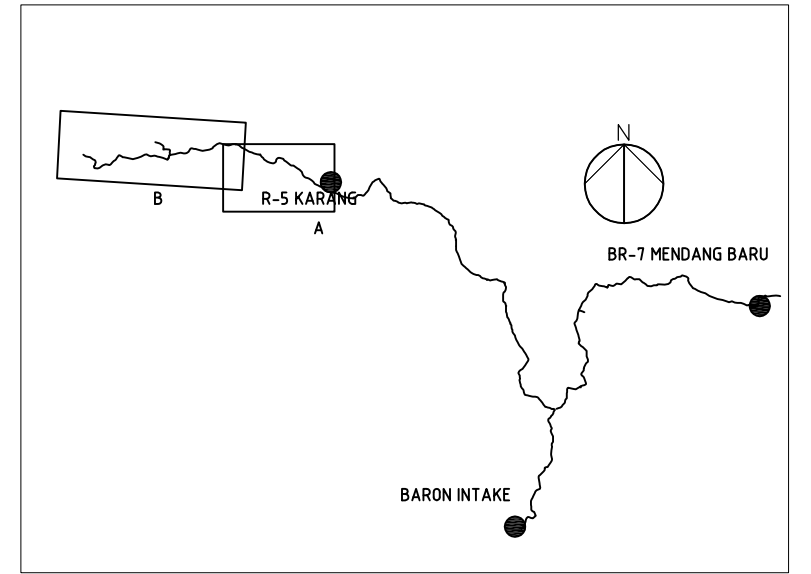 N
B
R-5 KARANG
A
BR-7 MENDANG BARU
BARON INTAKE